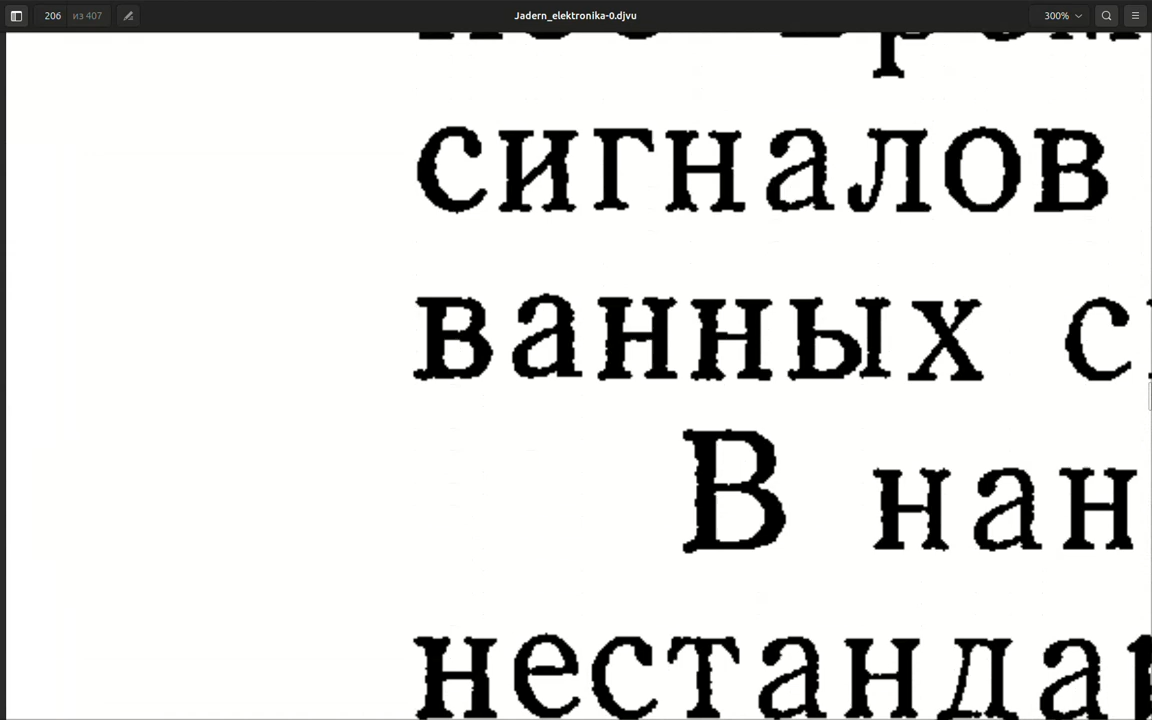 206 из 407
Jadern_elektronika-0.djvu
300%
сигналов
ванных
В нан
нестанда